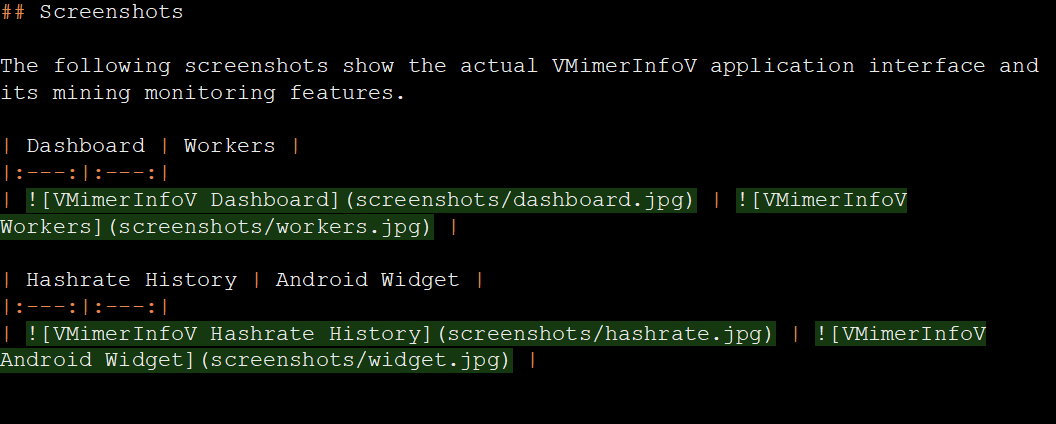 ## Screenshots
The following screenshots show the actual VMimerInfoV application interface and
its mining monitoring features.
| Dashboard | Workers |
|:---:|:---:|
| ![VMimerInfoV Dashboard](screenshots/dashboard.jpg) | ![VMimerInfoV
Workers](screenshots/workers.jpg) |
| Hashrate History | Android Widget |
|:---:|:---:|
| ![VMimerInfoV Hashrate History](screenshots/hashrate.jpg) | ![VMimerInfoV
Android Widget](screenshots/widget.jpg) |